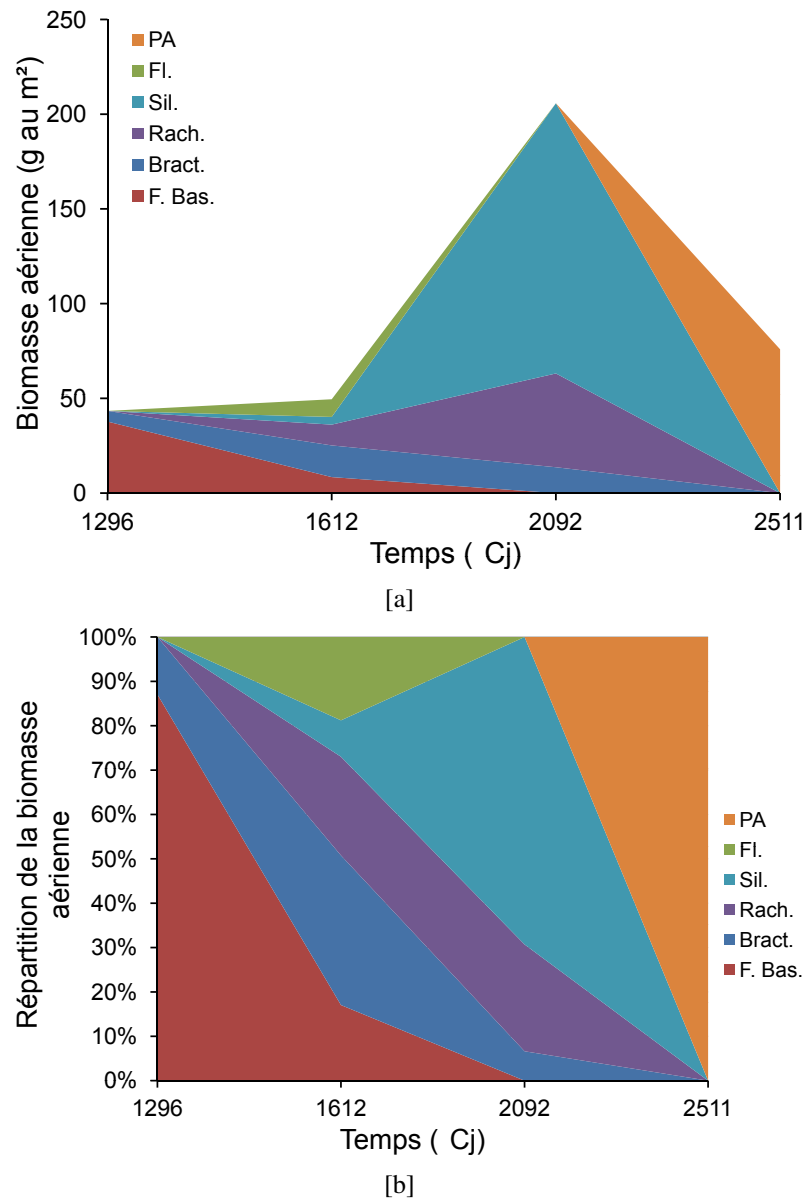 250
200
150
100
50
0
Biomasse aérienne (g au m²)
PA
Fl.
Sil.
Rach.
Bract.
F. Bas.
1296 1612 2092 2511
Temps ( Cj)
[a]
100%
90%
80%
70%
60%
50%
40%
30%
20%
10%
0%
Répartition de la biomasse
aérienne
PA
Fl.
Sil.
Rach.
Bract.
F. Bas.
1296 1612 2092 2511
Temps ( Cj)
[b]